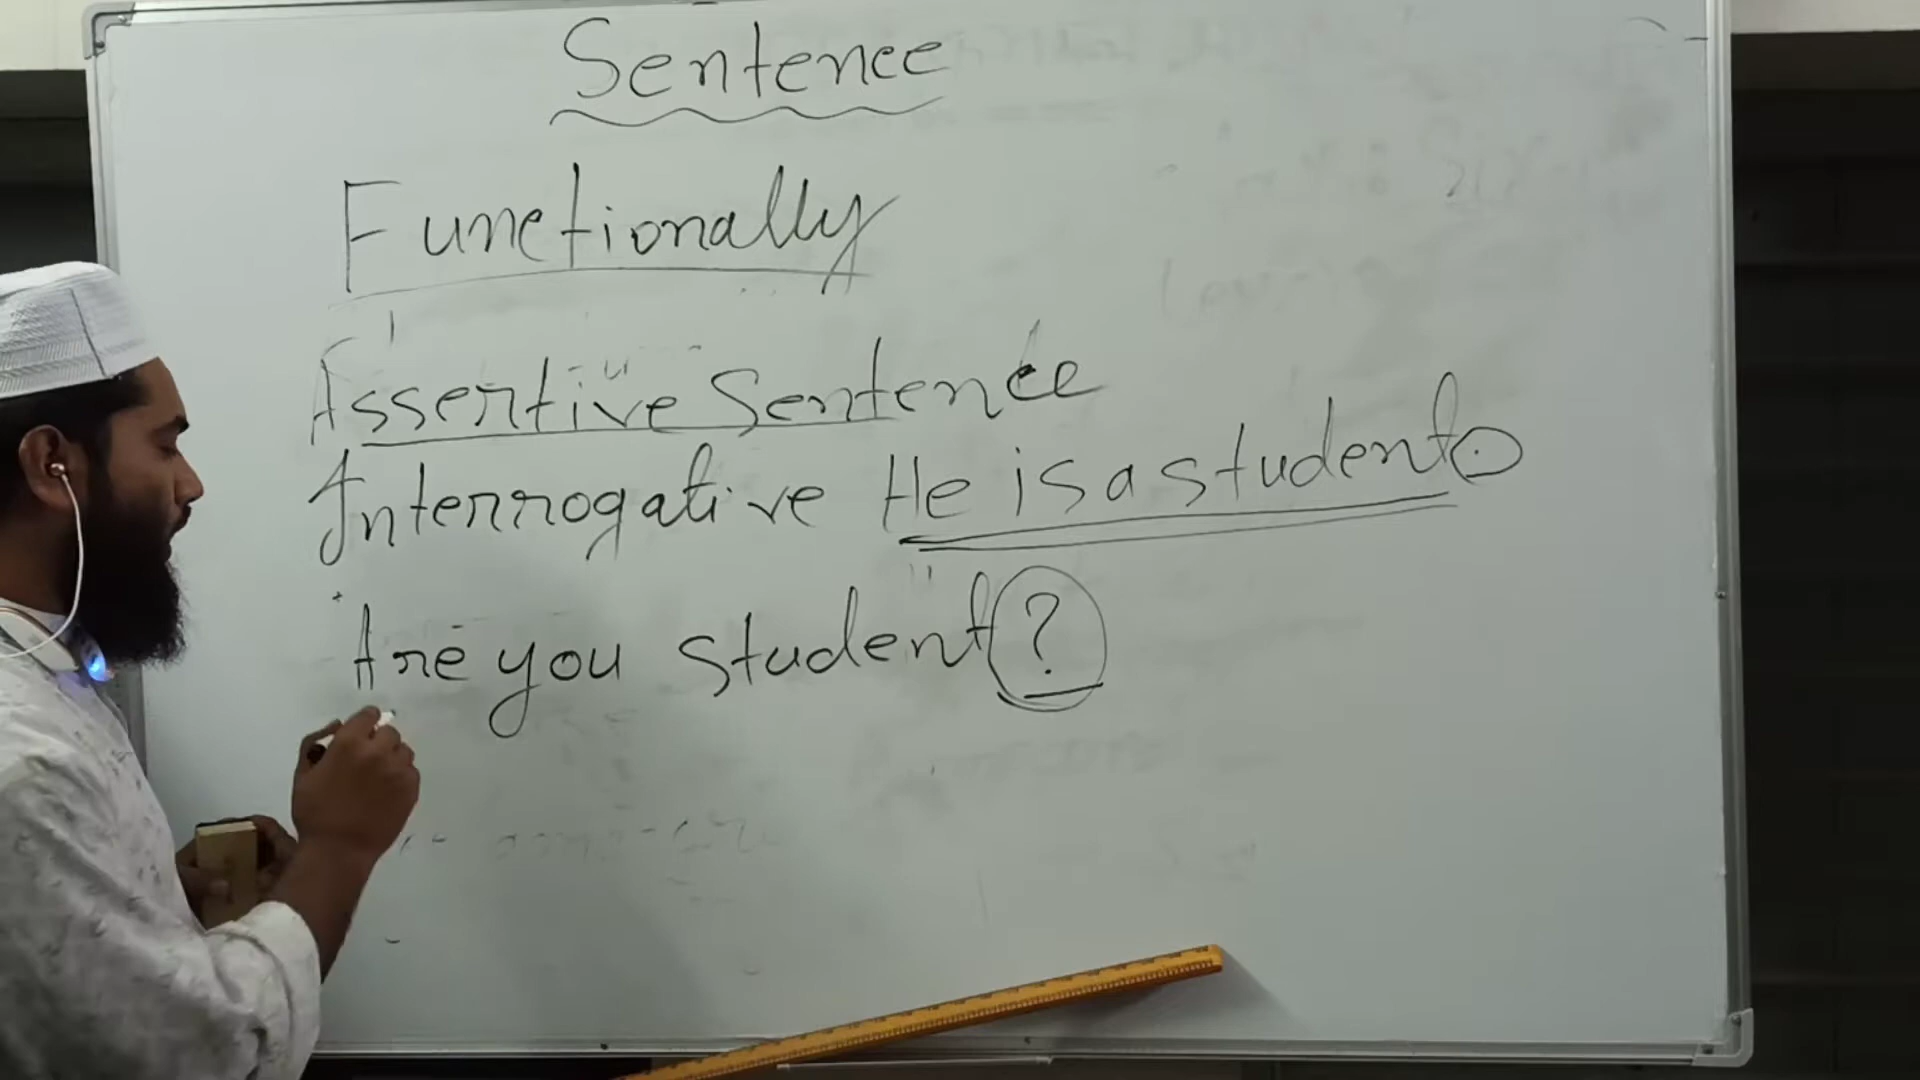 Sentence
Functionally
Assertive Sentence
Interrogative He is a student.
Are you student?